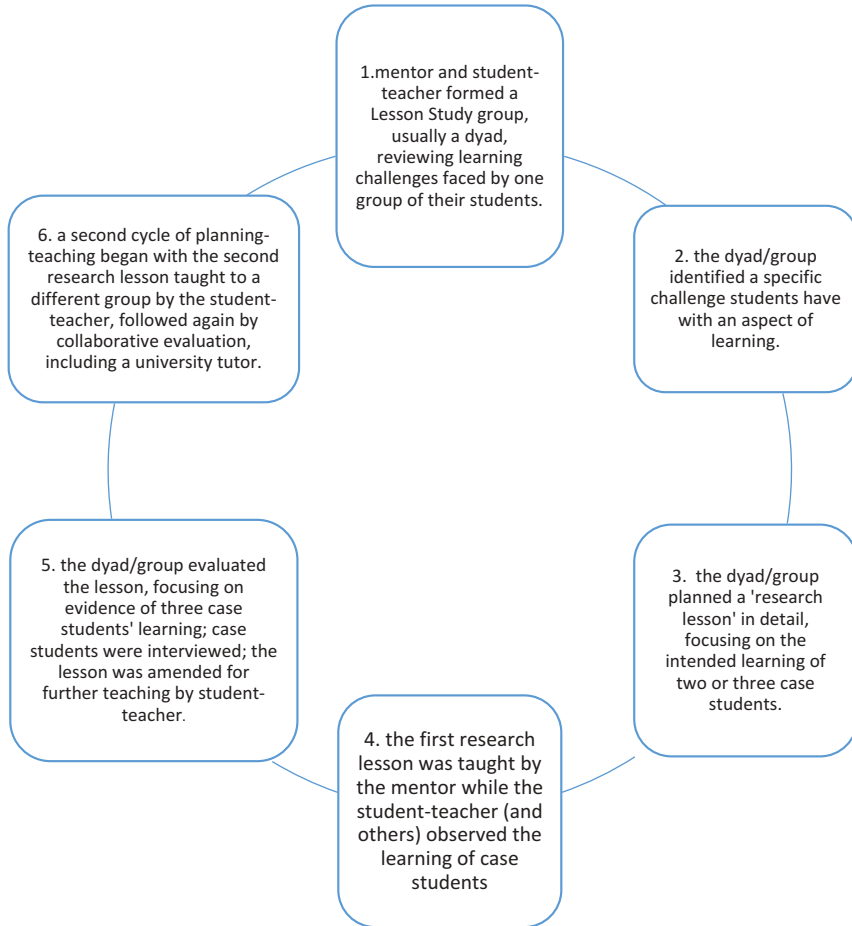 1.mentor and student-
teacher formed a
Lesson Study group,
usually a dyad,
reviewing learning
challenges faced by one
group of their students.
2. the dyad/group
identified a specific
challenge students have
with an aspect of
learning.
3. the dyad/group
planned a 'research
lesson' in detail,
focusing on the
intended learning of
two or three case
students.
4. the first research
lesson was taught by
the mentor while the
student-teacher (and
others) observed the
learning of case
students
5. the dyad/group evaluated
the lesson, focusing on
evidence of three case
students' learning; case
students were interviewed; the
lesson was amended for
further teaching by student-
teacher.
6. a second cycle of planning-
teaching began with the second
research lesson taught to
a different group by the student-
teacher, followed again by
collaborative evaluation,
including a university tutor.